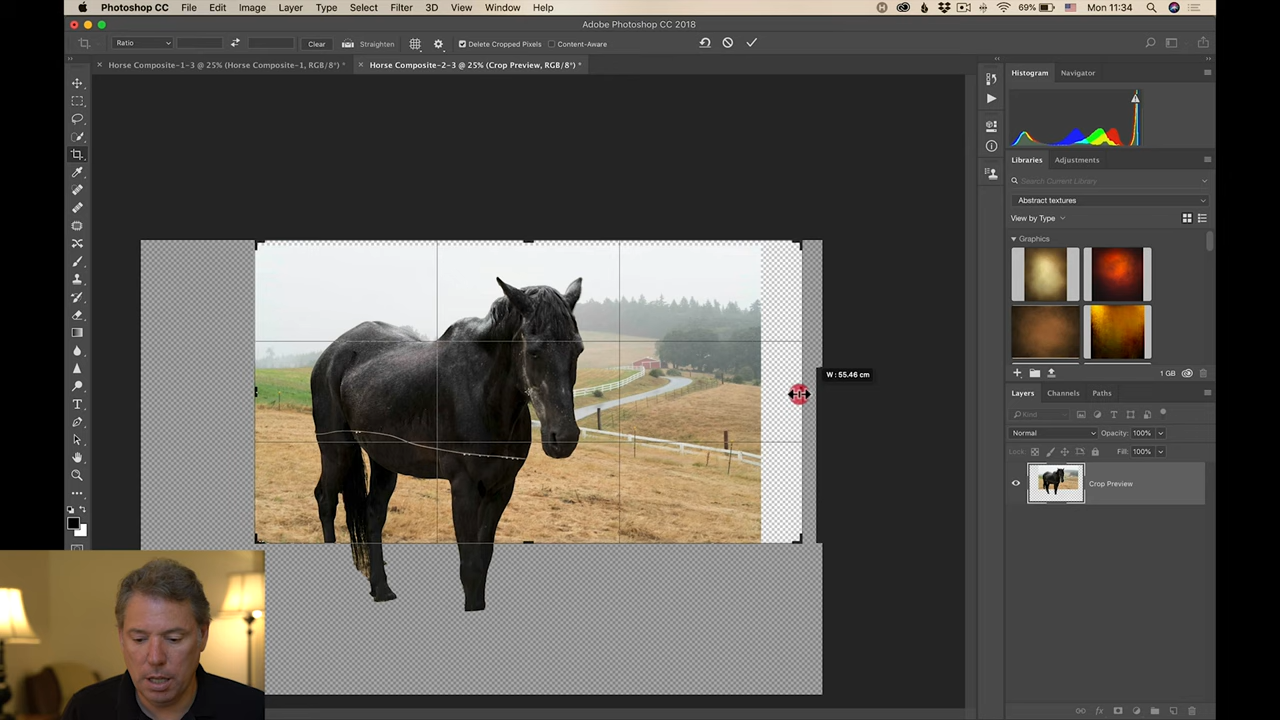 Photoshop CC File Edit Image Layer Type Select Filter 3D View Window Help 69% Mon 11:34
Adobe Photoshop CC 2018
Ratio Clear Straighten Delete Cropped Pixels Content-Aware
Horse Composite-1-3 @ 25% (Horse Composite-1, RGB/8*) * Horse Composite-2-3 @ 25% (Crop Preview, RGB/8*) *
Histogram Navigator
Libraries Adjustments
Search Current Library
Abstract textures
View by Type
Graphics
W : 55.46 cm
1 GB
Layers Channels Paths
Kind
Normal Opacity: 100%
Lock: Fill: 100%
Crop Preview